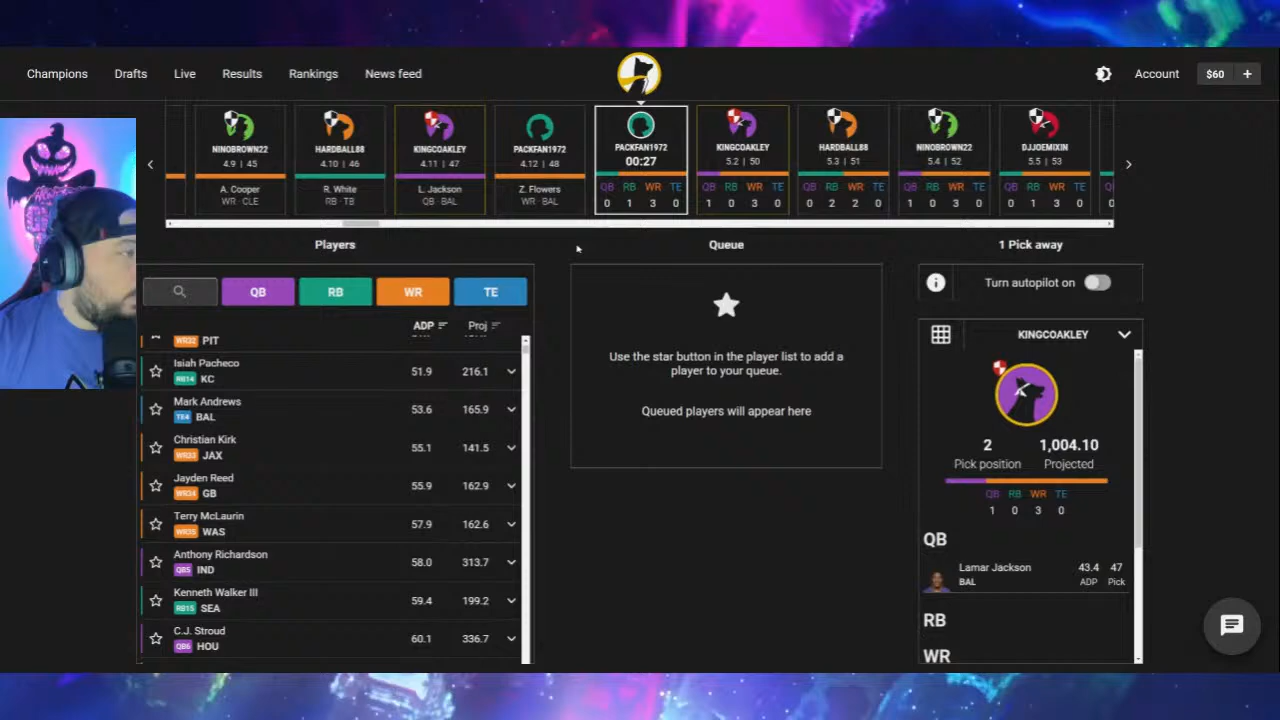 Champions Drafts Live Results Rankings News feed Account $60 +
NINOBROWN22 HARDBALL88 KINGCOAKLEY PACKFAN1972 PACKFAN1972 KINGCOAKLEY HARDBALL88 NINOBROWN22 DJJOEMIXIN
4.9 | 45 4.10 | 46 4.11 | 47 4.12 | 48 00:27 5.2 | 50 5.3 | 51 5.4 | 52 5.5 | 53
A. Cooper R. White L. Jackson Z. Flowers QB RB WR TE QB RB WR TE QB RB WR TE QB RB WR TE QB RB WR TE
WR · CLE RB · TB QB · BAL WR · BAL 0 1 3 0 1 0 3 0 0 2 2 0 1 0 3 0 0 1 3 0 0
Players Queue 1 Pick away
QB RB WR TE
Turn autopilot on
ADP Proj
WR32 PIT
KINGCOAKLEY
Isiah Pacheco
RB14 KC 51.9 216.1
Mark Andrews
TE4 BAL 53.6 165.9
Christian Kirk
WR33 JAX 55.1 141.5
Jayden Reed
WR34 GB 55.9 162.9
Terry McLaurin
WR35 WAS 57.9 162.6
Anthony Richardson
QB5 IND 58.0 313.7
Kenneth Walker III
RB15 SEA 59.4 199.2
C.J. Stroud
QB6 HOU 60.1 336.7
Use the star button in the player list to add a
player to your queue.
Queued players will appear here
K
2 1,004.10
Pick position Projected
QB RB WR TE
1 0 3 0
QB
Lamar Jackson 43.4 47
BAL ADP Pick
RB
WR